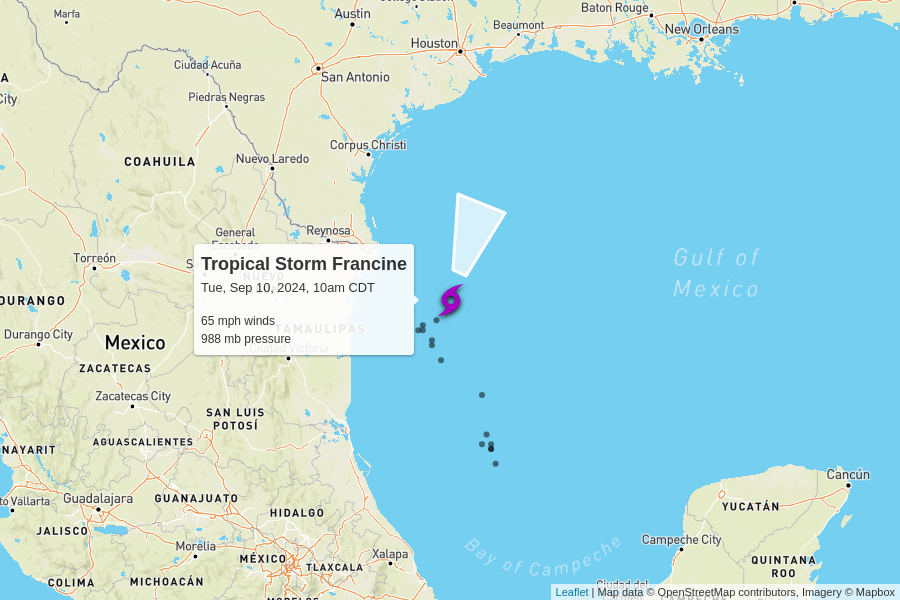 Marfa
Austin
Baton Rouge
Beaumont
New Orleans
Houston
Ciudad Acuña
San Antonio
Piedras Negras
City
Corpus Christi
COAHUILA
Nuevo Laredo
General
Reynosa
Torreón
Tropical Storm Francine
Tue, Sep 10, 2024, 10am CDT
65 mph winds
988 mb pressure
NUEVO
TAMAULIPAS
Ciudad Victoria
Gulf of
Mexico
DURANGO
Durango City
Mexico
ZACATECAS
Zacatecas City
SAN LUIS
POTOSÍ
AGUASCALIENTES
NAYARIT
Cancún
to Vallarta
Guadalajara
GUANAJUATO
YUCATÁN
HIDALGO
JALISCO
Morelia
MÉXICO
Xalapa
Bay of Campeche
Campeche City
TLAXCALA
QUINTANA
ROO
COLIMA
MICHOACÁN
Ciudad del
Leaflet | Map data © OpenStreetMap contributors, Imagery © Mapbox